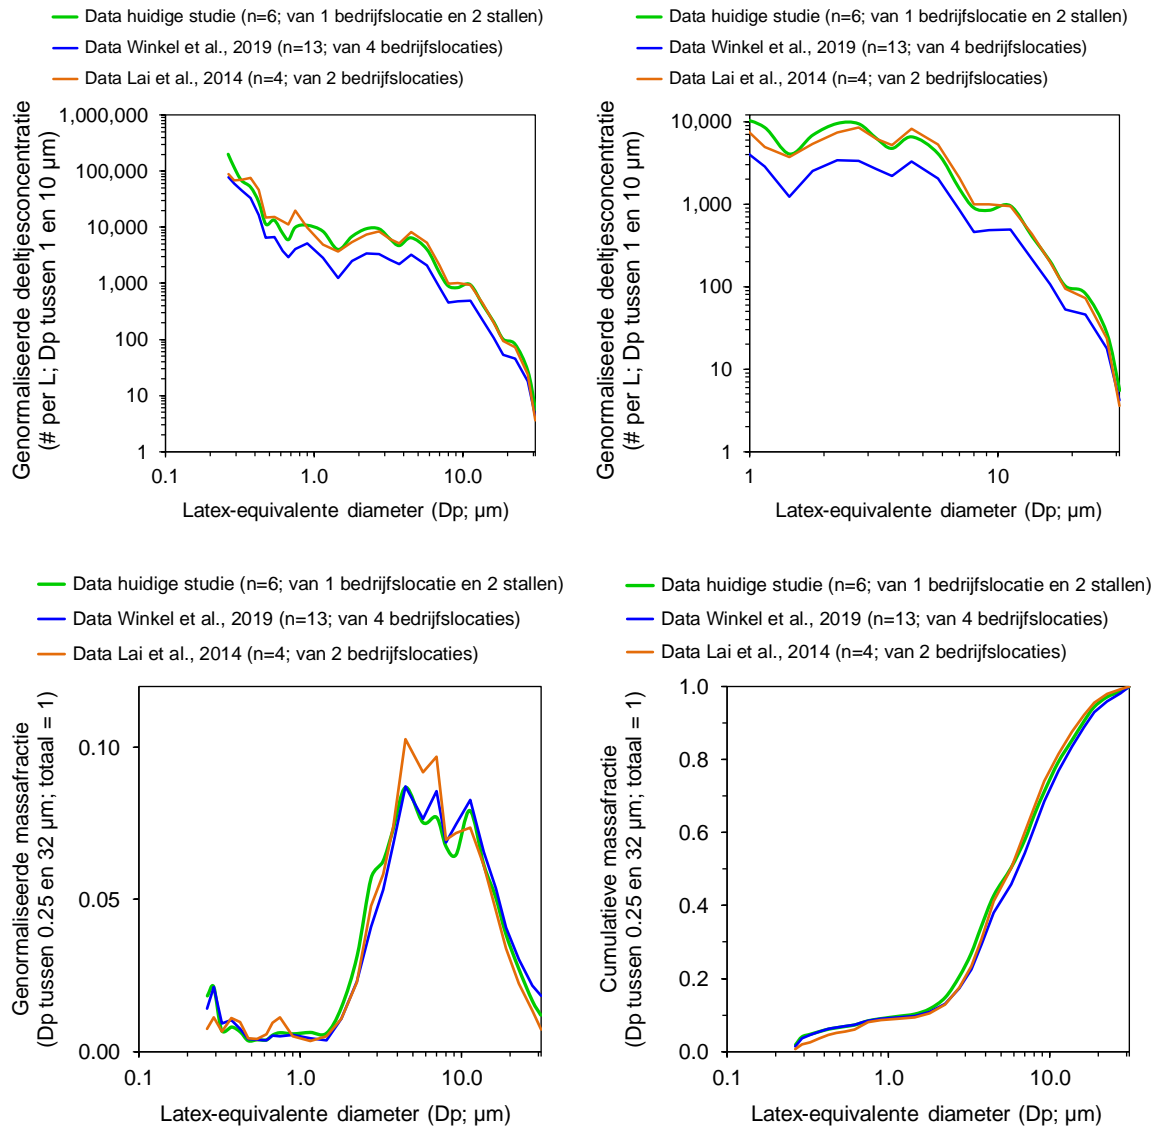 Data huidige studie (n=6; van 1 bedrijfslocatie en 2 stallen)
Data Winkel et al., 2019 (n=13; van 4 bedrijfslocaties)
Data Lai et al., 2014 (n=4; van 2 bedrijfslocaties)
Genormaliseerde deeltjesconcentratie
(# per L; Dp tussen 1 en 10 µm)
1,000,000
100,000
10,000
1,000
100
10
1
0.1
1.0
10.0
Latex-equivalente diameter (Dp; µm)
Data huidige studie (n=6; van 1 bedrijfslocatie en 2 stallen)
Data Winkel et al., 2019 (n=13; van 4 bedrijfslocaties)
Data Lai et al., 2014 (n=4; van 2 bedrijfslocaties)
Genormaliseerde deeltjesconcentratie
(# per L; Dp tussen 1 en 10 µm)
10,000
1,000
100
10
1
1
10
Latex-equivalente diameter (Dp; µm)
Data huidige studie (n=6; van 1 bedrijfslocatie en 2 stallen)
Data Winkel et al., 2019 (n=13; van 4 bedrijfslocaties)
Data Lai et al., 2014 (n=4; van 2 bedrijfslocaties)
Genormaliseerde massafractie
(Dp tussen 0.25 en 32 µm; totaal = 1)
0.10
0.05
0.00
0.1
1.0
10.0
Latex-equivalente diameter (Dp; µm)
Data huidige studie (n=6; van 1 bedrijfslocatie en 2 stallen)
Data Winkel et al., 2019 (n=13; van 4 bedrijfslocaties)
Data Lai et al., 2014 (n=4; van 2 bedrijfslocaties)
Cumulatieve massafractie
(Dp tussen 0.25 en 32 µm; totaal = 1)
1.0
0.8
0.6
0.4
0.2
0.0
0.1
1.0
10.0
Latex-equivalente diameter (Dp; µm)